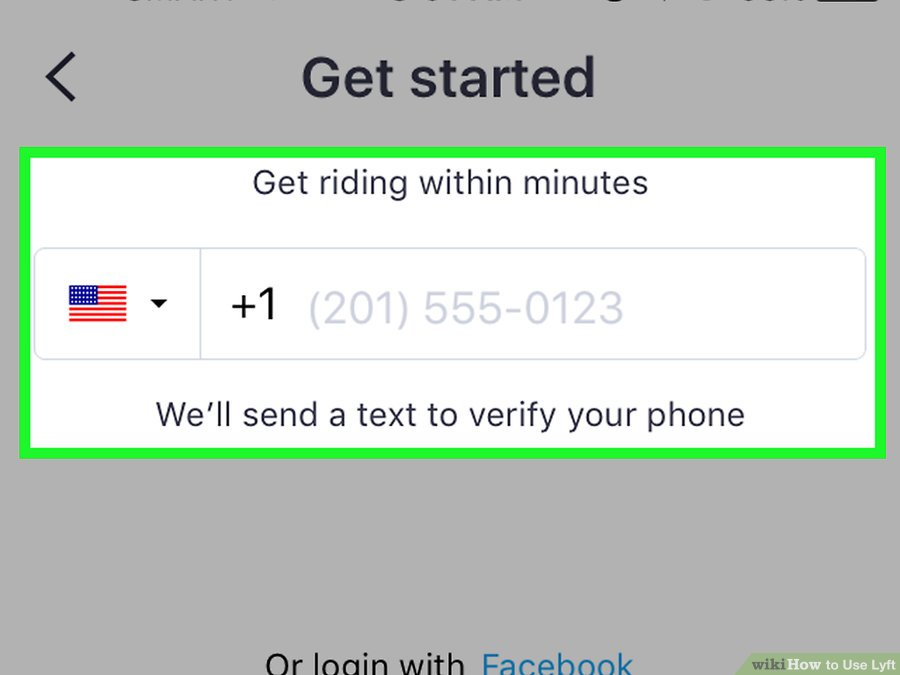 Get started
Get riding within minutes
+1 (201) 555-0123
We'll send a text to verify your phone
Or login with Facebook
wikiHow to Use Lyft